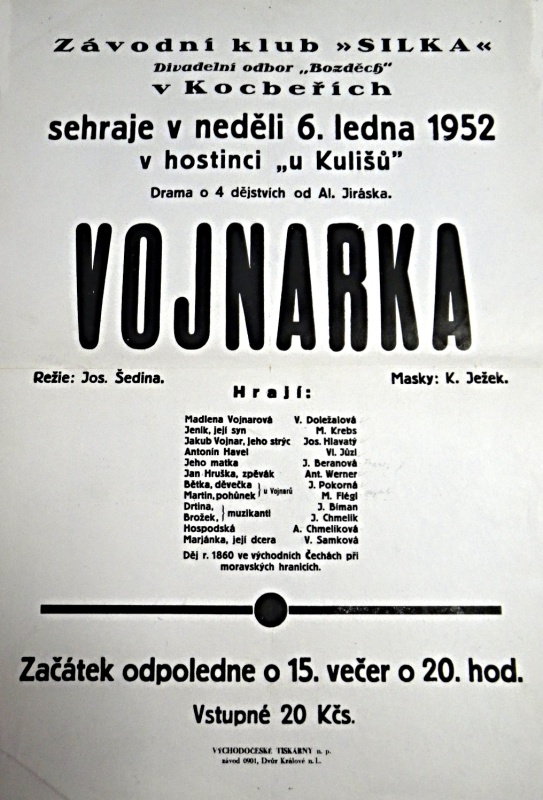 Závodní klub »SILKA«
Divadelní odbor „Bozděch"
v Kocbeřích
sehraje v neděli 6. ledna 1952
v hostinci „u Kulišů”
Drama o 4 dějstvích od Al. Jiráska.
VOJNARKA
Režie: Jos. Šedina. Masky: K. Ježek.
Hrají:
Madlena Vojnarová V. Doležalová
Jeník, její syn M. Krebs
Jakub Vojnar, jeho strýc Jos. Hlavatý
Antonín Havel Vl. Jůzl
Jeho matka J. Beranová
Jan Hruška, zpěvák Ant. Werner
Bětka, děvečka } u Vojnarů J. Pokorná
Martin, pohůnek M. Flégl
Drtina, } muzikanti J. Biman
Brožek, J. Chmelík
Hospodská A. Chmelíková
Marjánka, její dcera V. Samková
Děj r. 1860 ve východních Čechách při
moravských hranicích.
Začátek odpoledne o 15. večer o 20. hod.
Vstupné 20 Kčs.
VÝCHODOČESKÉ TISKÁRNY n. p.
závod 0901, Dvůr Králové n. L.